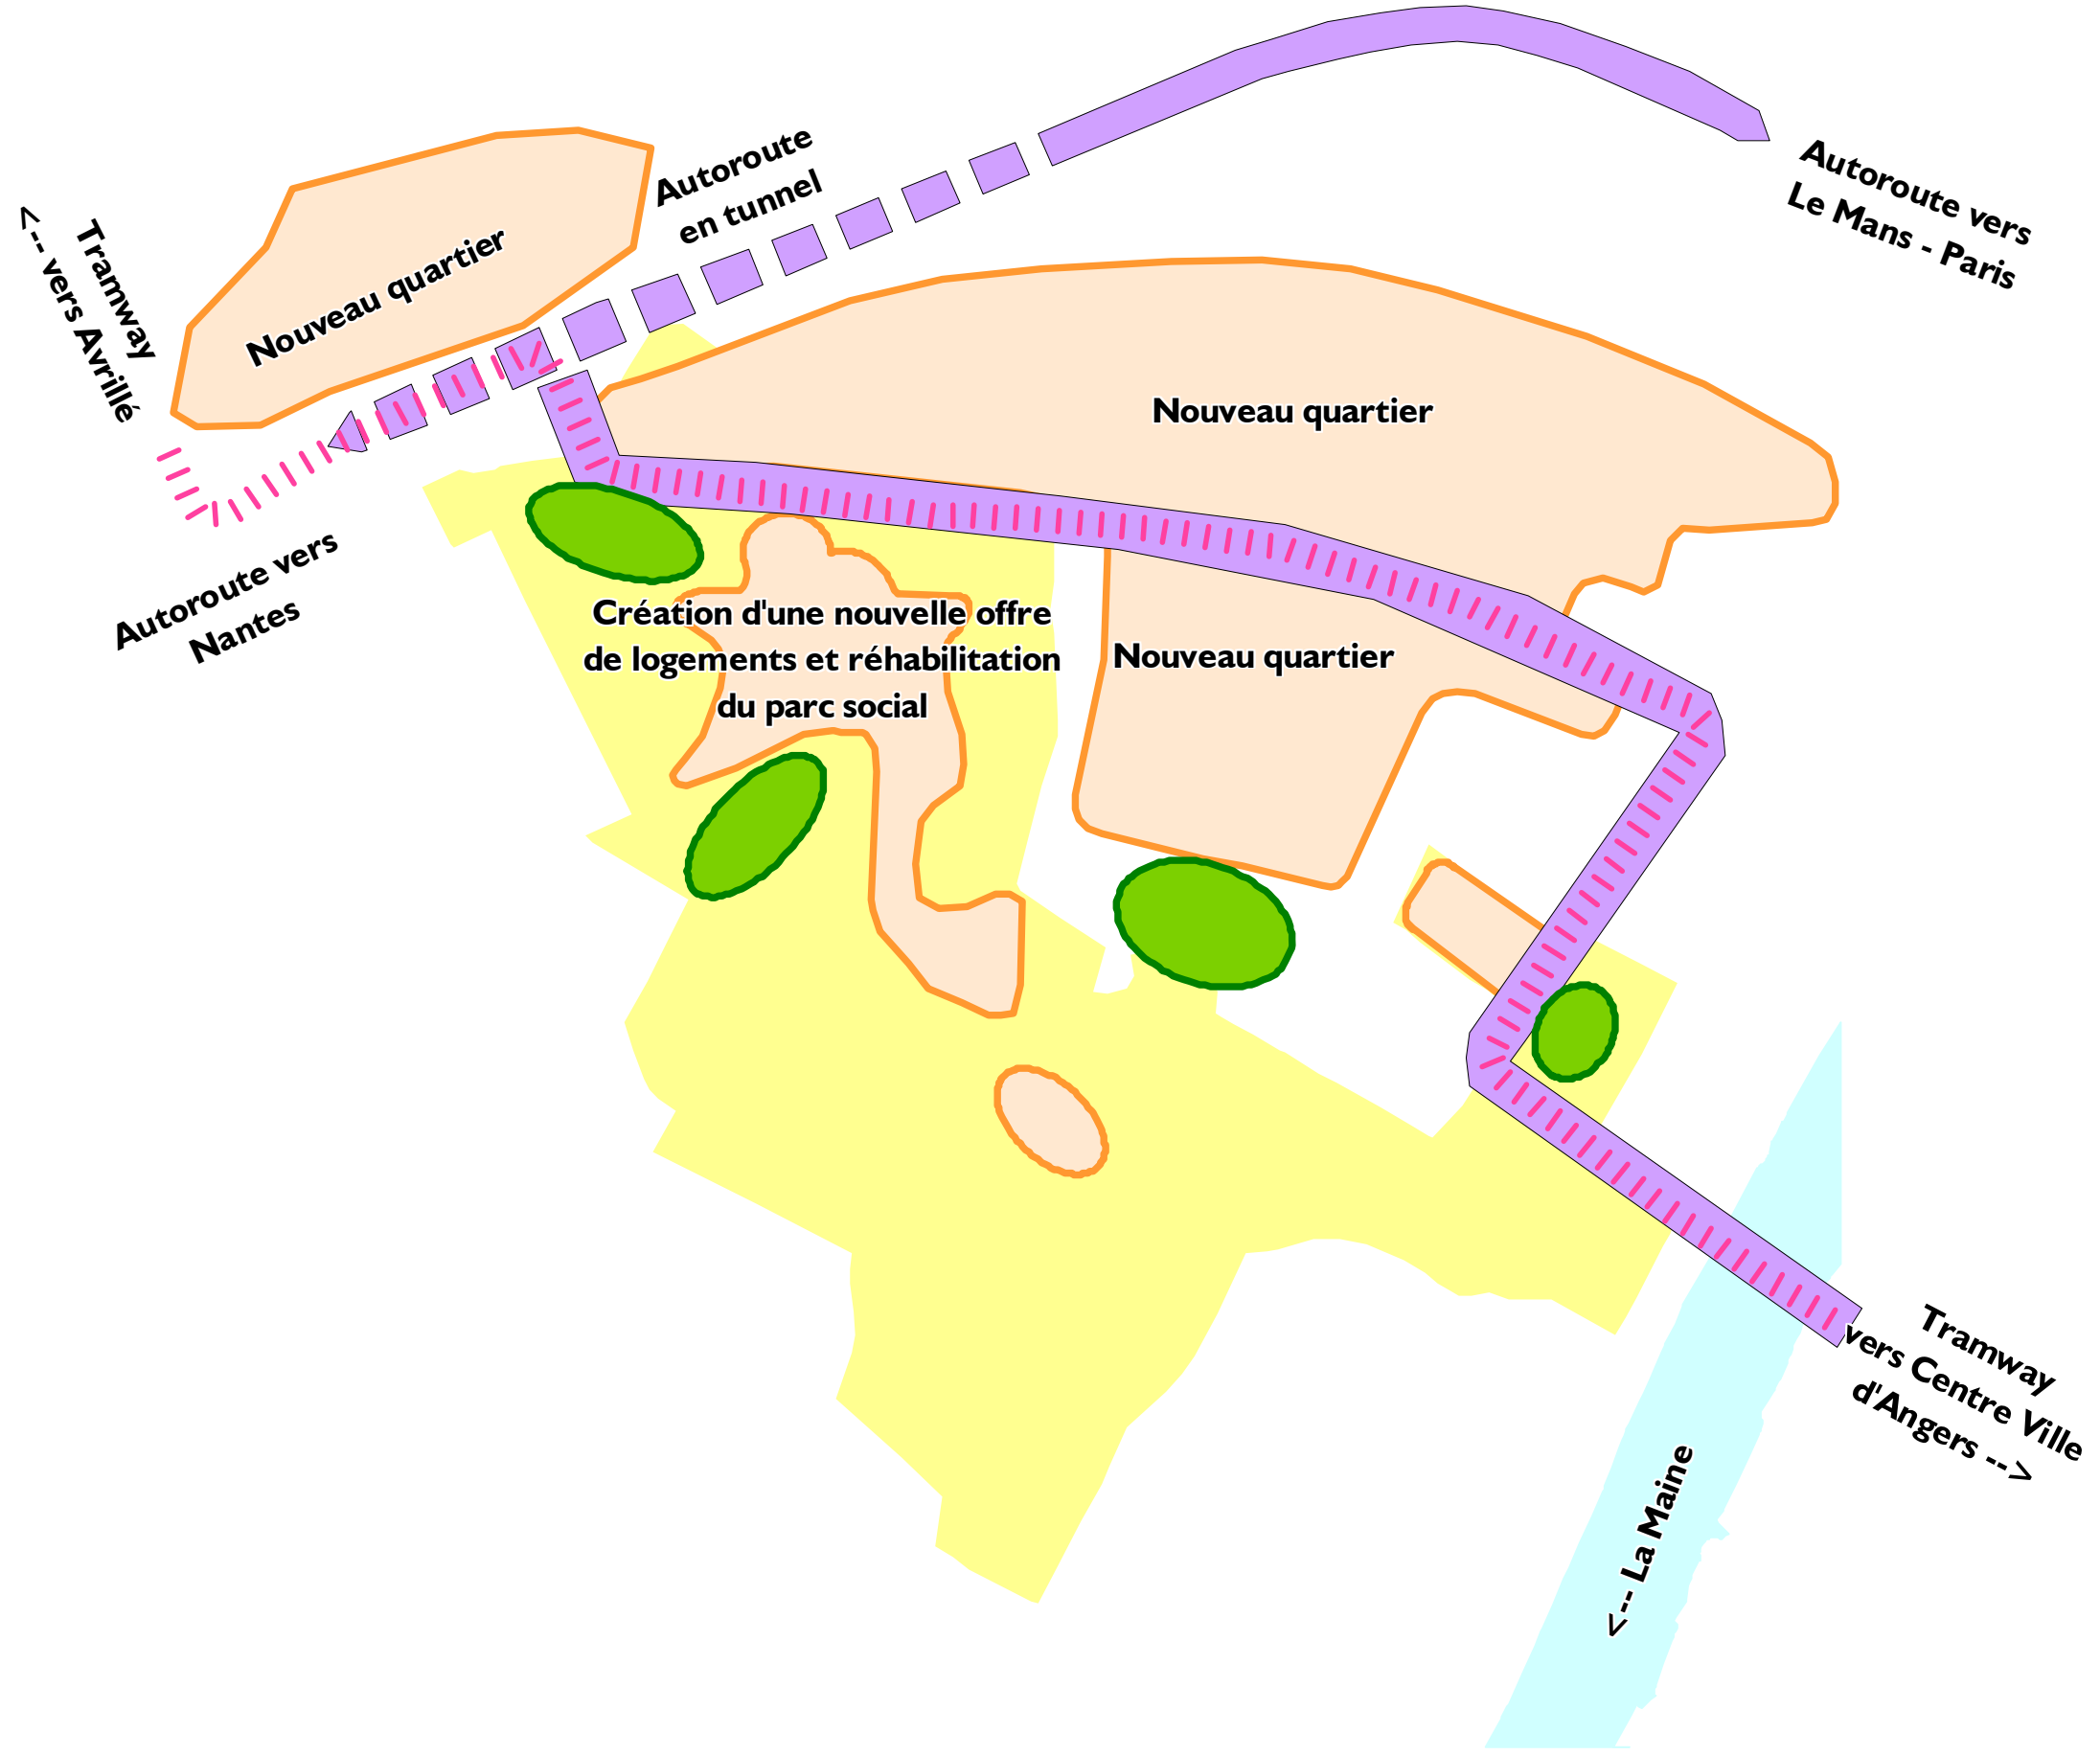 Autoroute
en tunnel
Autoroute vers
Le Mans - Paris
Tramway
<--- vers Avrillé
Nouveau quartier
Nouveau quartier
Autoroute vers
Nantes
Création d'une nouvelle offre
de logements et réhabilitation
du parc social
Nouveau quartier
Tramway
vers Centre Ville
d'Angers --->
<--- La Maine